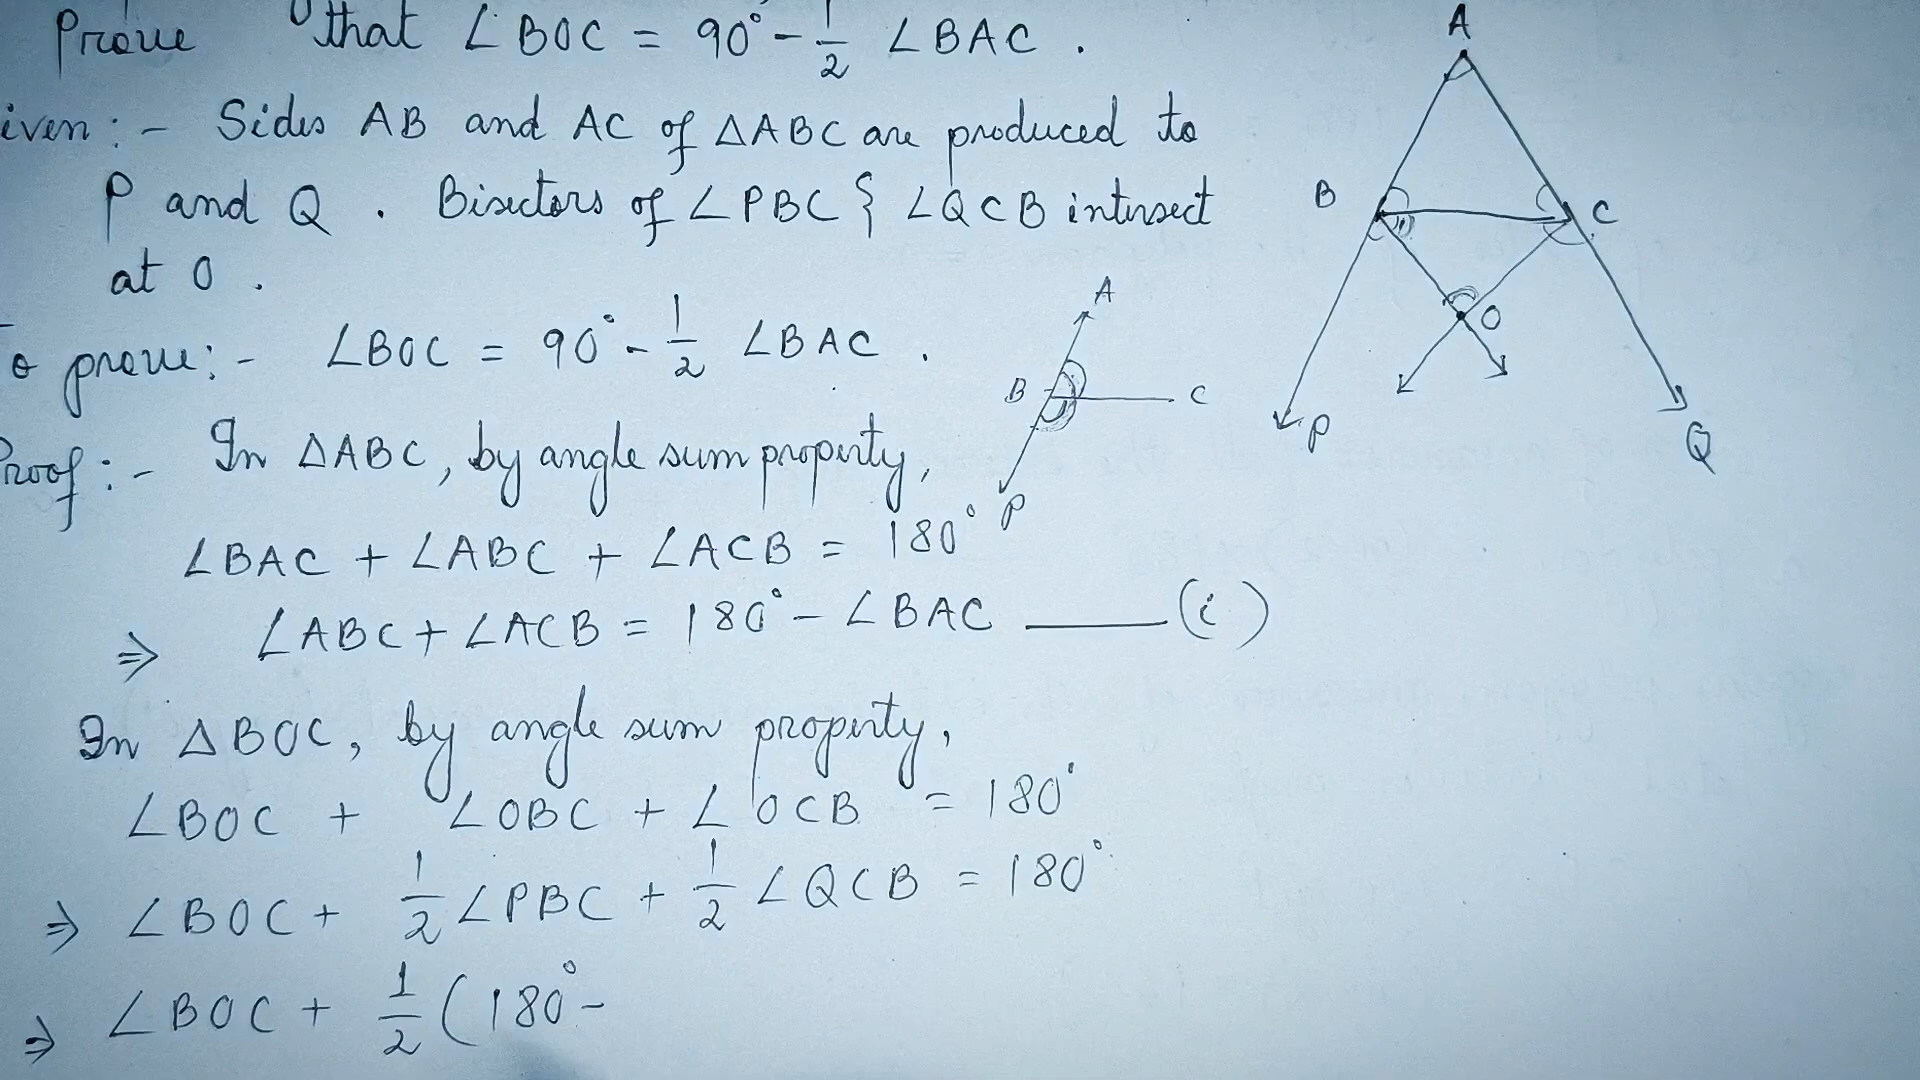 Prove that ∠BOC = 90° - 1/2 ∠BAC .
iven :- Sides AB and AC of △ABC are produced to
P and Q . Bisectors of ∠PBC & ∠QCB intersect
at O .
o prove :- ∠BOC = 90° - 1/2 ∠BAC .
Proof :- In △ABC, by angle sum property,
∠BAC + ∠ABC + ∠ACB = 180°
⇒ ∠ABC + ∠ACB = 180° - ∠BAC —— (i)
In △BOC, by angle sum property,
∠BOC + ∠OBC + ∠OCB = 180°
⇒ ∠BOC + 1/2 ∠PBC + 1/2 ∠QCB = 180°
⇒ ∠BOC + 1/2 (180° -
A
B
C
P
A
B
C
O
P
Q